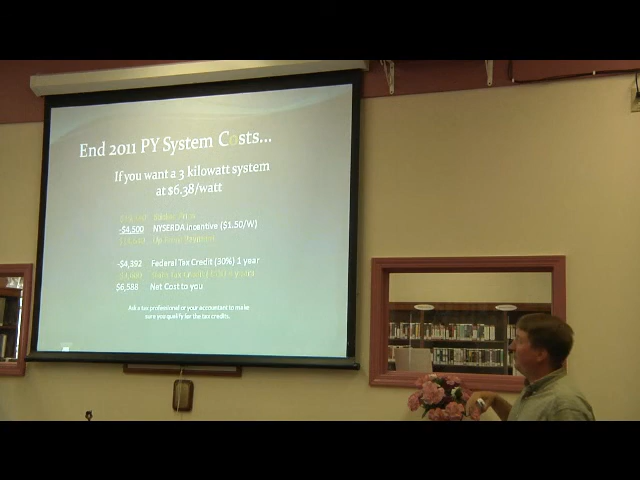 End 2011 PY System Costs...
If you want a 3 kilowatt system
at $6.38/watt
-$4,500 NYSERDA Incentive ($1.50/W)
-$4,392 Federal Tax Credit (30%) 1 year
$6,588 Net Cost to you
Ask a tax professional or your accountant to make
sure you qualify for the tax credits.